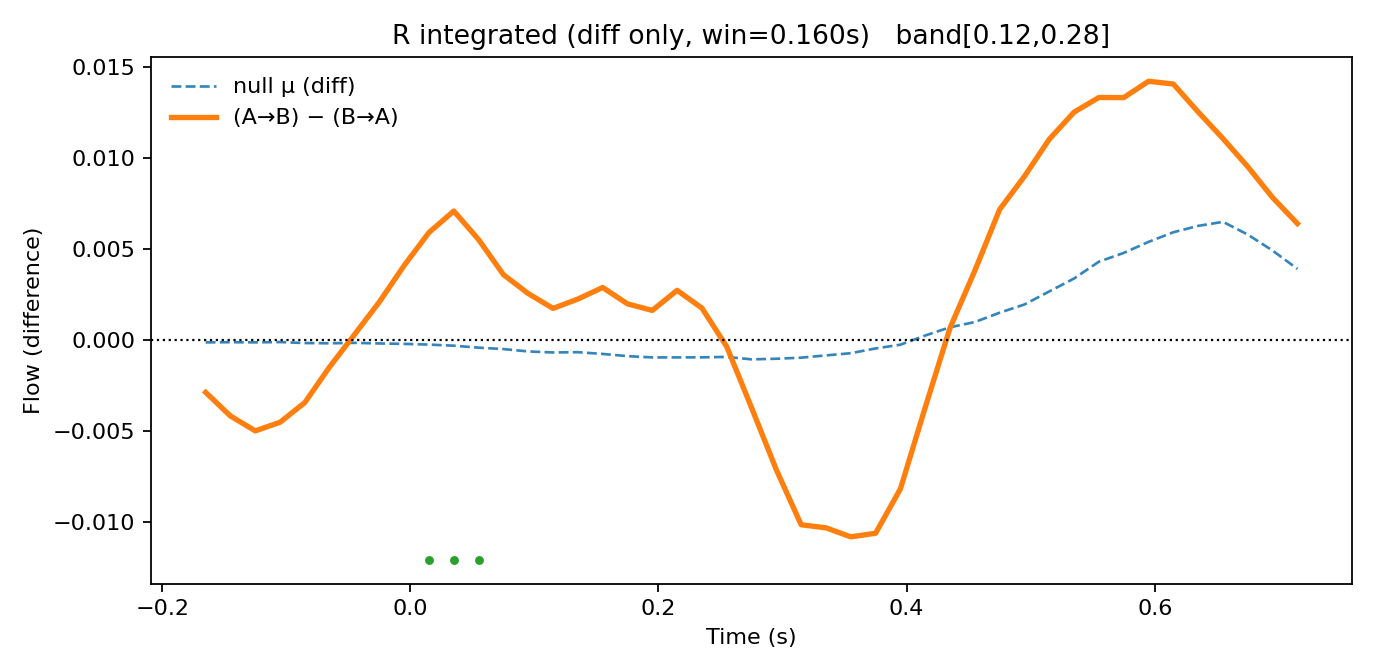 R integrated (diff only, win=0.160s)   band[0.12,0.28]
null μ (diff)
(A→B) − (B→A)
Flow (difference)
0.015
0.010
0.005
0.000
−0.005
−0.010
−0.2
0.0
0.2
0.4
0.6
Time (s)